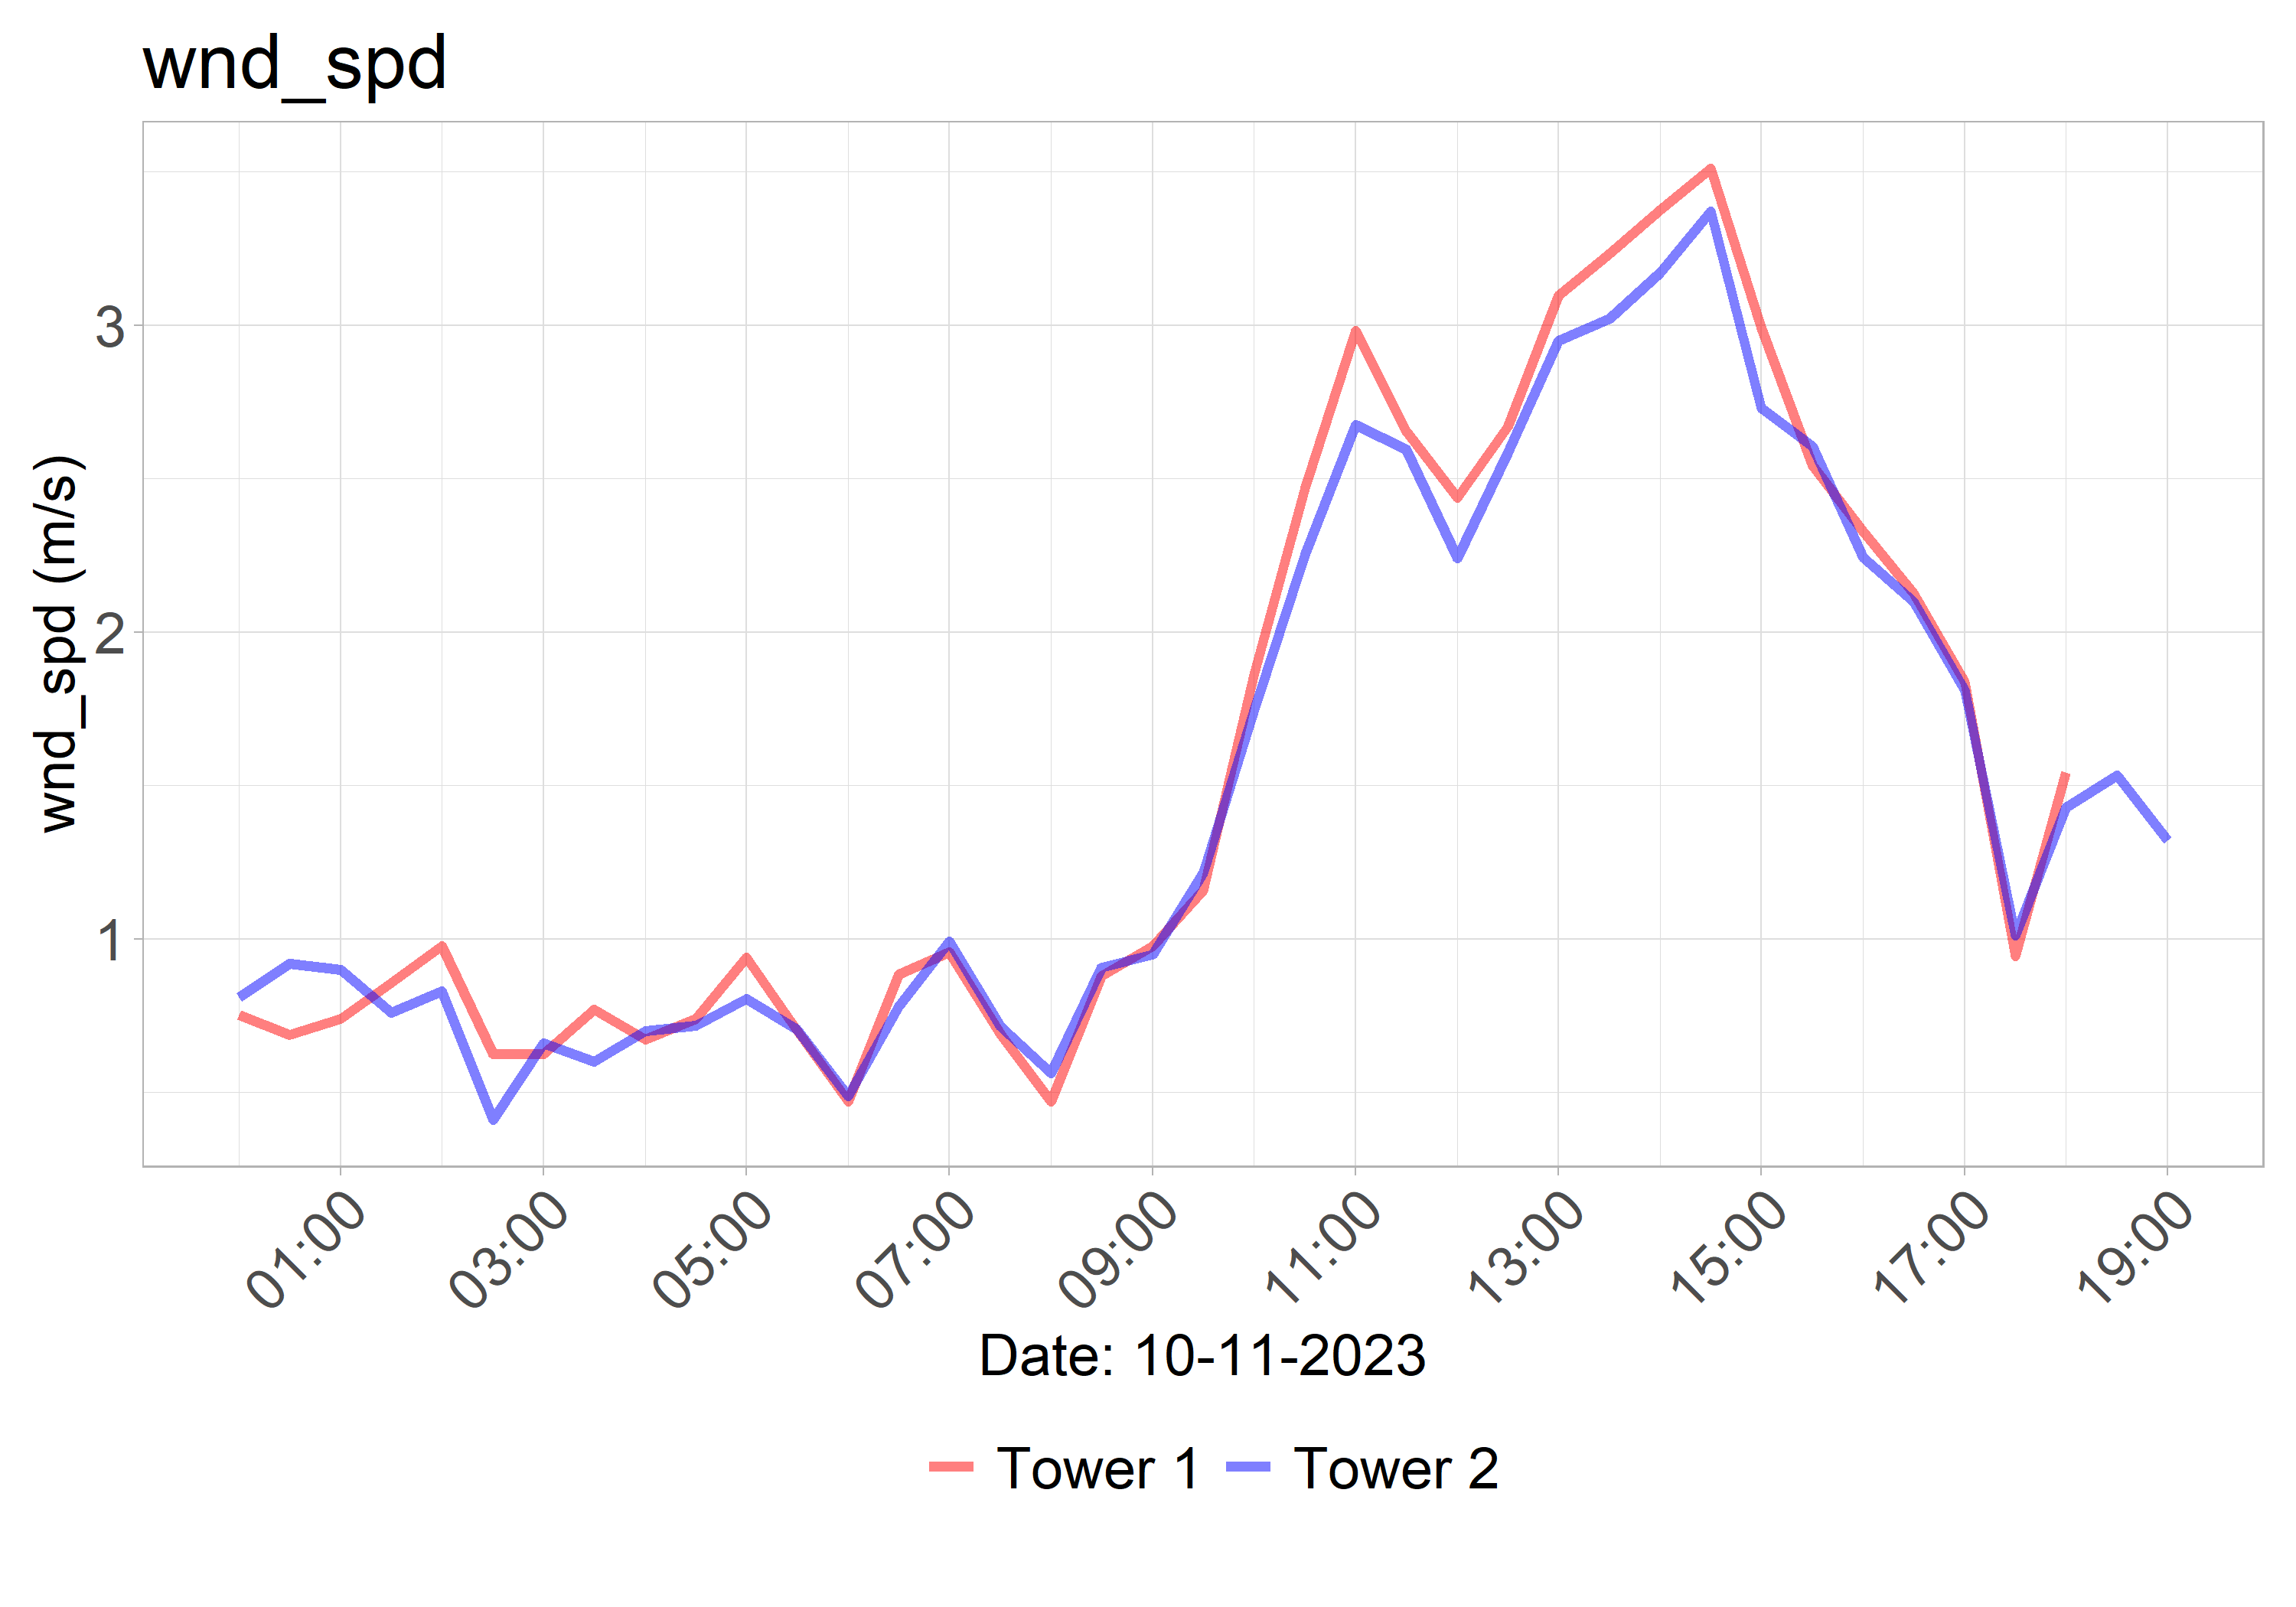 wnd_spd
wnd_spd (m/s)
3
2
1
01:00 03:00 05:00 07:00 09:00 11:00 13:00 15:00 17:00 19:00
Date: 10-11-2023
Tower 1 Tower 2